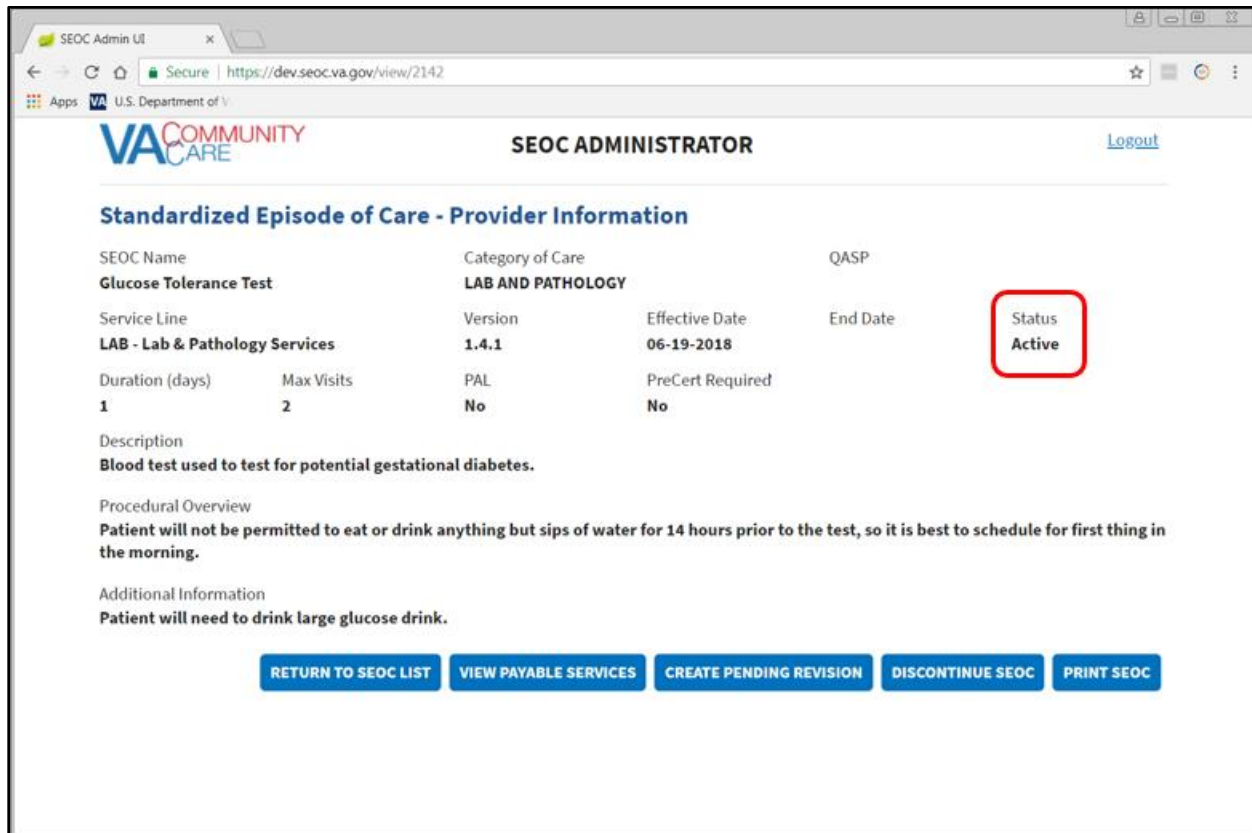 SEOC Admin UI
Secure | https://dev.seoc.va.gov/view/2142
Apps VA U.S. Department of V
VA COMMUNITY CARE
SEOC ADMINISTRATOR
Logout
Standardized Episode of Care - Provider Information
SEOC Name Category of Care QASP
Glucose Tolerance Test LAB AND PATHOLOGY
Service Line Version Effective Date End Date Status
LAB - Lab & Pathology Services 1.4.1 06-19-2018 Active
Duration (days) Max Visits PAL PreCert Required
1 2 No No
Description
Blood test used to test for potential gestational diabetes.
Procedural Overview
Patient will not be permitted to eat or drink anything but sips of water for 14 hours prior to the test, so it is best to schedule for first thing in
the morning.
Additional Information
Patient will need to drink large glucose drink.
RETURN TO SEOC LIST VIEW PAYABLE SERVICES CREATE PENDING REVISION DISCONTINUE SEOC PRINT SEOC